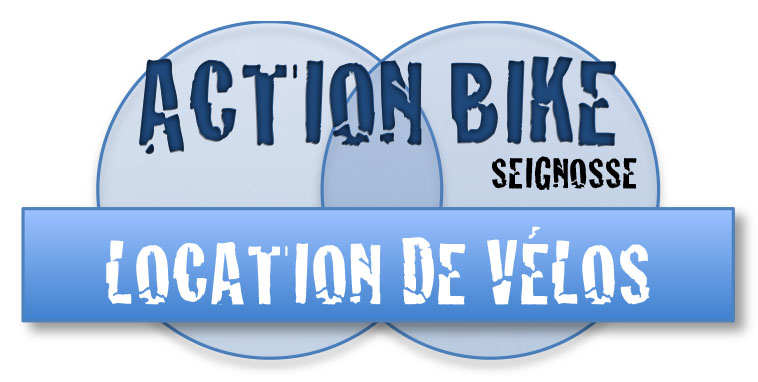 ACTION BIKE
SEIGNOSSE
LOCATION DE VÉLOS